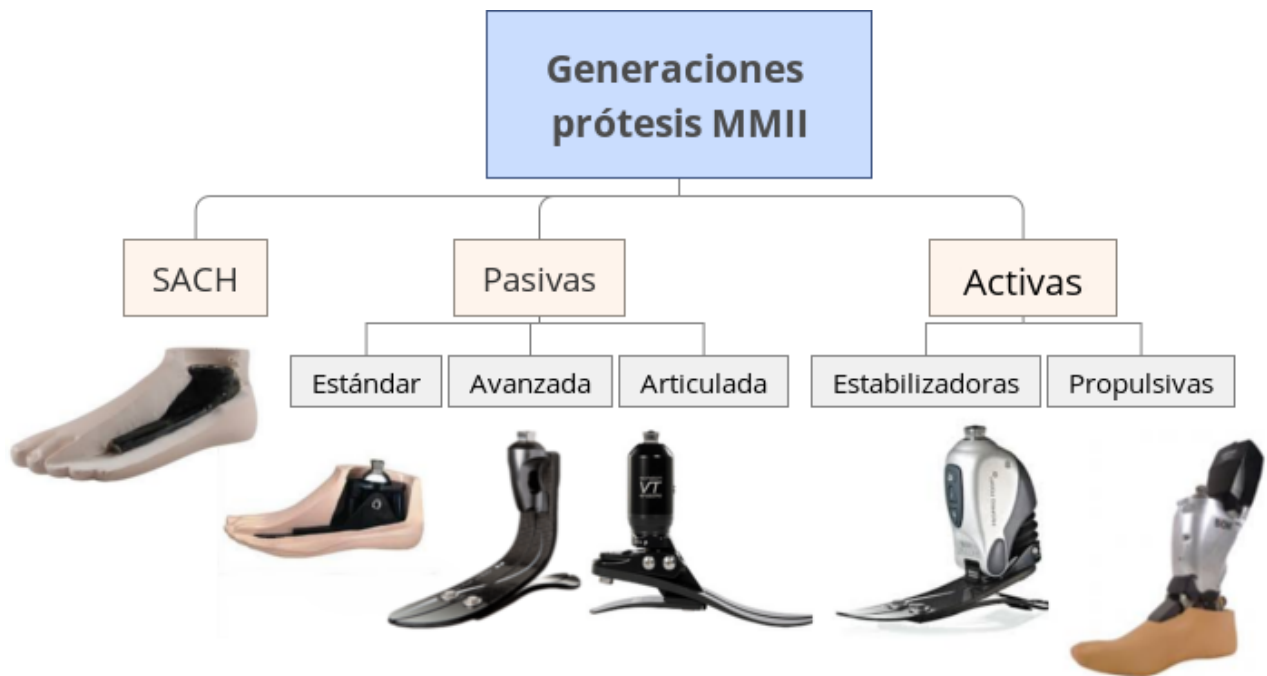 Generaciones
prótesis MMII
SACH
Pasivas
Activas
Estándar
Avanzada
Articulada
Estabilizadoras
Propulsivas
VT